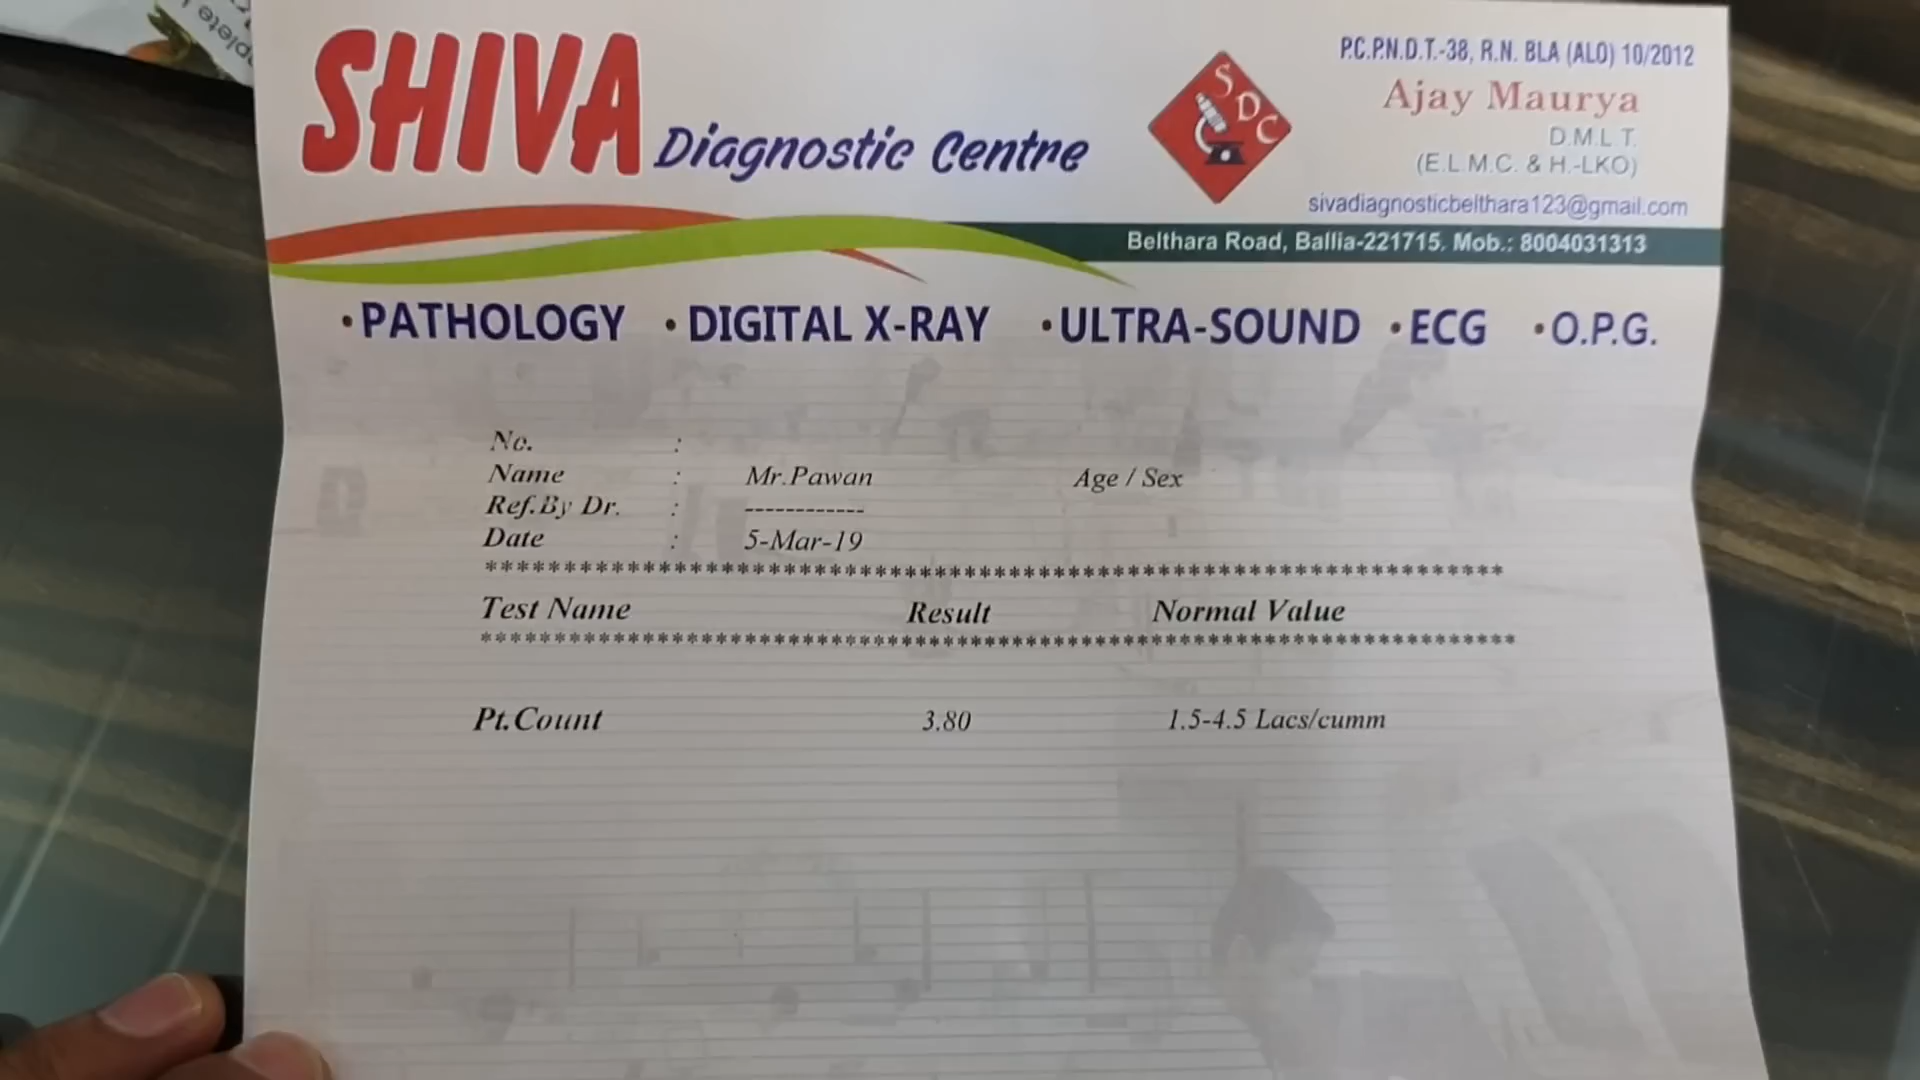 SHIVA Diagnostic Centre
S D C
P.C.P.N.D.T.-38, R.N. BLA (ALO) 10/2012
Ajay Maurya
D.M.L.T.
(E.L.M.C. & H.-LKO)
sivadiagnosticbelthara123@gmail.com
Belthara Road, Ballia-221715. Mob.: 8004031313
•PATHOLOGY •DIGITAL X-RAY •ULTRA-SOUND •ECG •O.P.G.
No. :
Name : Mr.Pawan Age / Sex
Ref.By Dr. : ------------
Date : 5-Mar-19
Test Name Result Normal Value
Pt.Count 3.80 1.5-4.5 Lacs/cumm